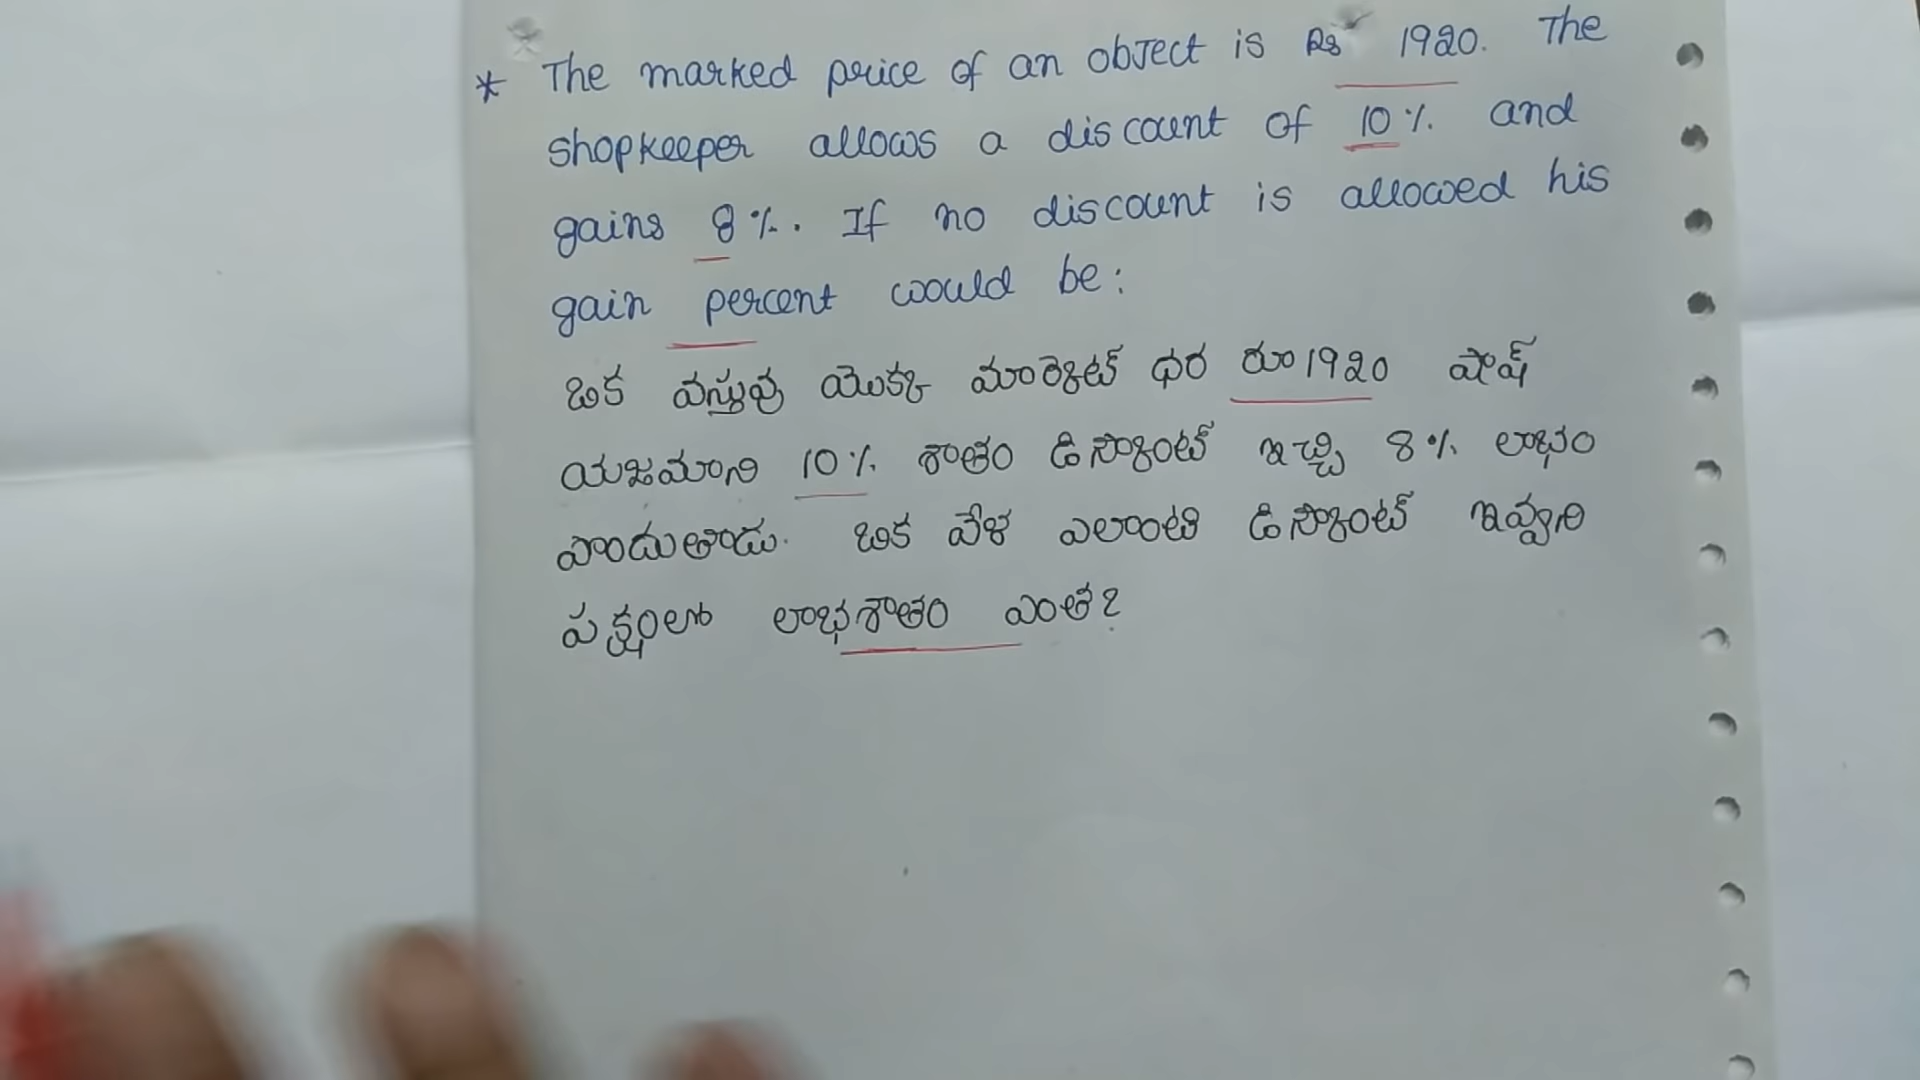 * The marked price of an object is Rs 1920. The
shopkeeper allows a discount of 10%. and
gains 8%. If no discount is allowed his
gain percent would be:
ఒక వస్తువు యొక్క మార్కెట్ ధర రూ1920 షాప్
యజమాని 10% శాతం డిస్కౌంట్ ఇచ్చి 8% లాభం
పొందుతాడు. ఒక వేళ ఎలాంటి డిస్కౌంట్ ఇవ్వని
పక్షంలో లాభశాతం ఎంత?